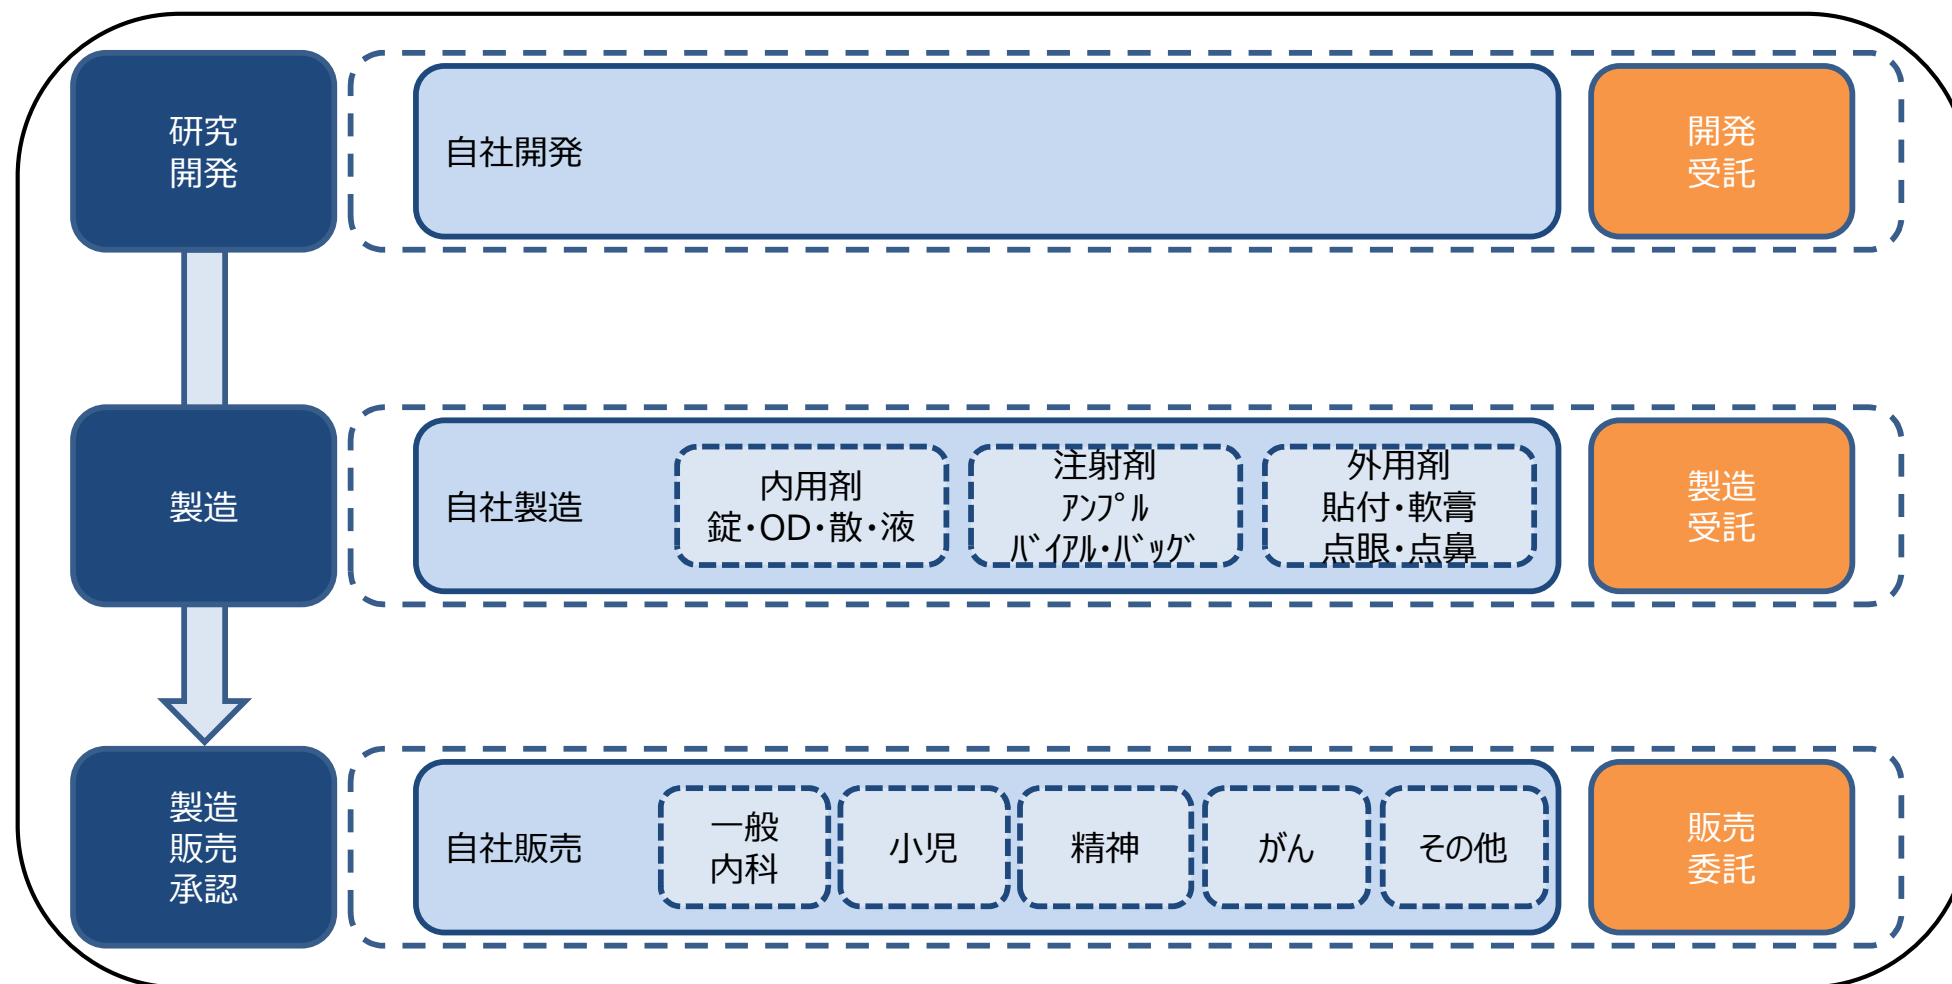 研究
開発
自社開発
開発
受託
製造
自社製造
内用剤
錠・OD・散・液
注射剤
ｱﾝﾌﾟﾙ
ﾊﾞｲｱﾙ・ﾊﾞｯｸﾞ
外用剤
貼付・軟膏
点眼・点鼻
製造
受託
製造
販売
承認
自社販売
一般
内科
小児
精神
がん
その他
販売
委託